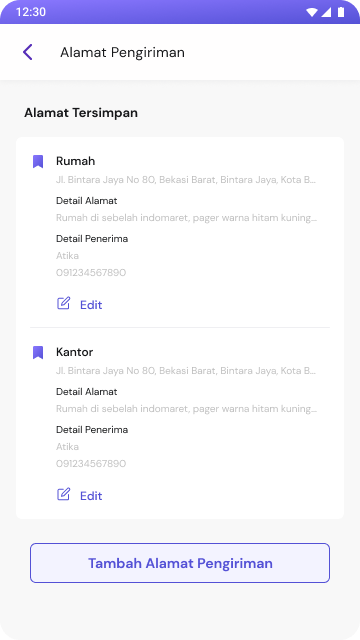 12:30
Alamat Pengiriman
Alamat Tersimpan
Rumah
Jl. Bintara Jaya No 80, Bekasi Barat, Bintara Jaya, Kota B...
Detail Alamat
Rumah di sebelah indomaret, pager warna hitam kuning...
Detail Penerima
Atika
091234567890
Edit
Kantor
Jl. Bintara Jaya No 80, Bekasi Barat, Bintara Jaya, Kota B...
Detail Alamat
Rumah di sebelah indomaret, pager warna hitam kuning...
Detail Penerima
Atika
091234567890
Edit
Tambah Alamat Pengiriman